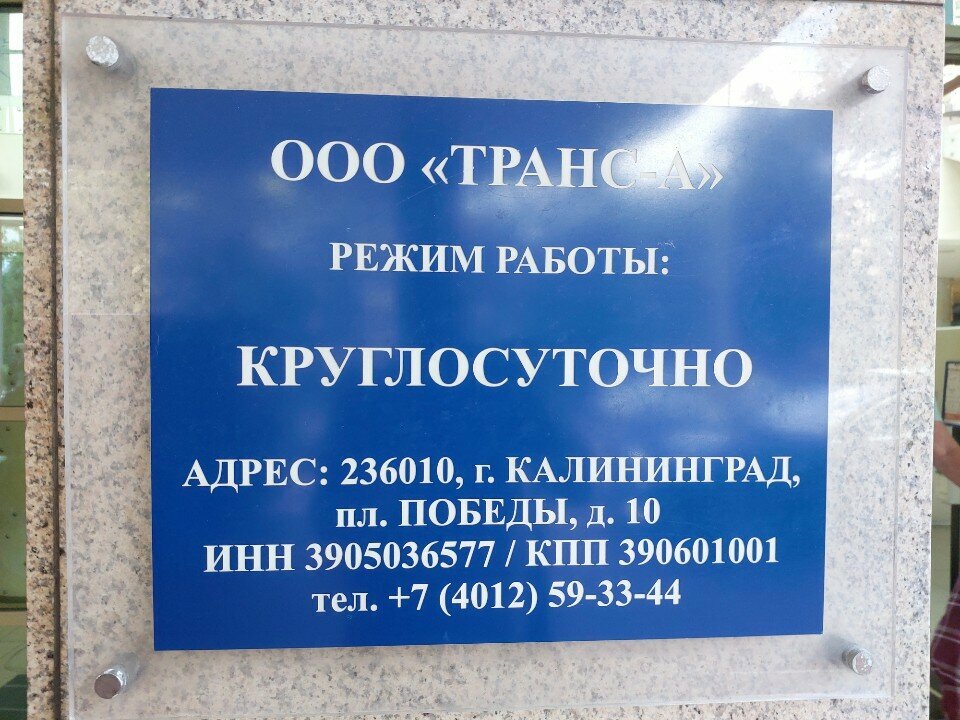 ООО «ТРАНС-А»
РЕЖИМ РАБОТЫ:
КРУГЛОСУТОЧНО
АДРЕС: 236010, г. КАЛИНИНГРАД,
пл. ПОБЕДЫ, д. 10
ИНН 3905036577 / КПП 390601001
тел. +7 (4012) 59-33-44